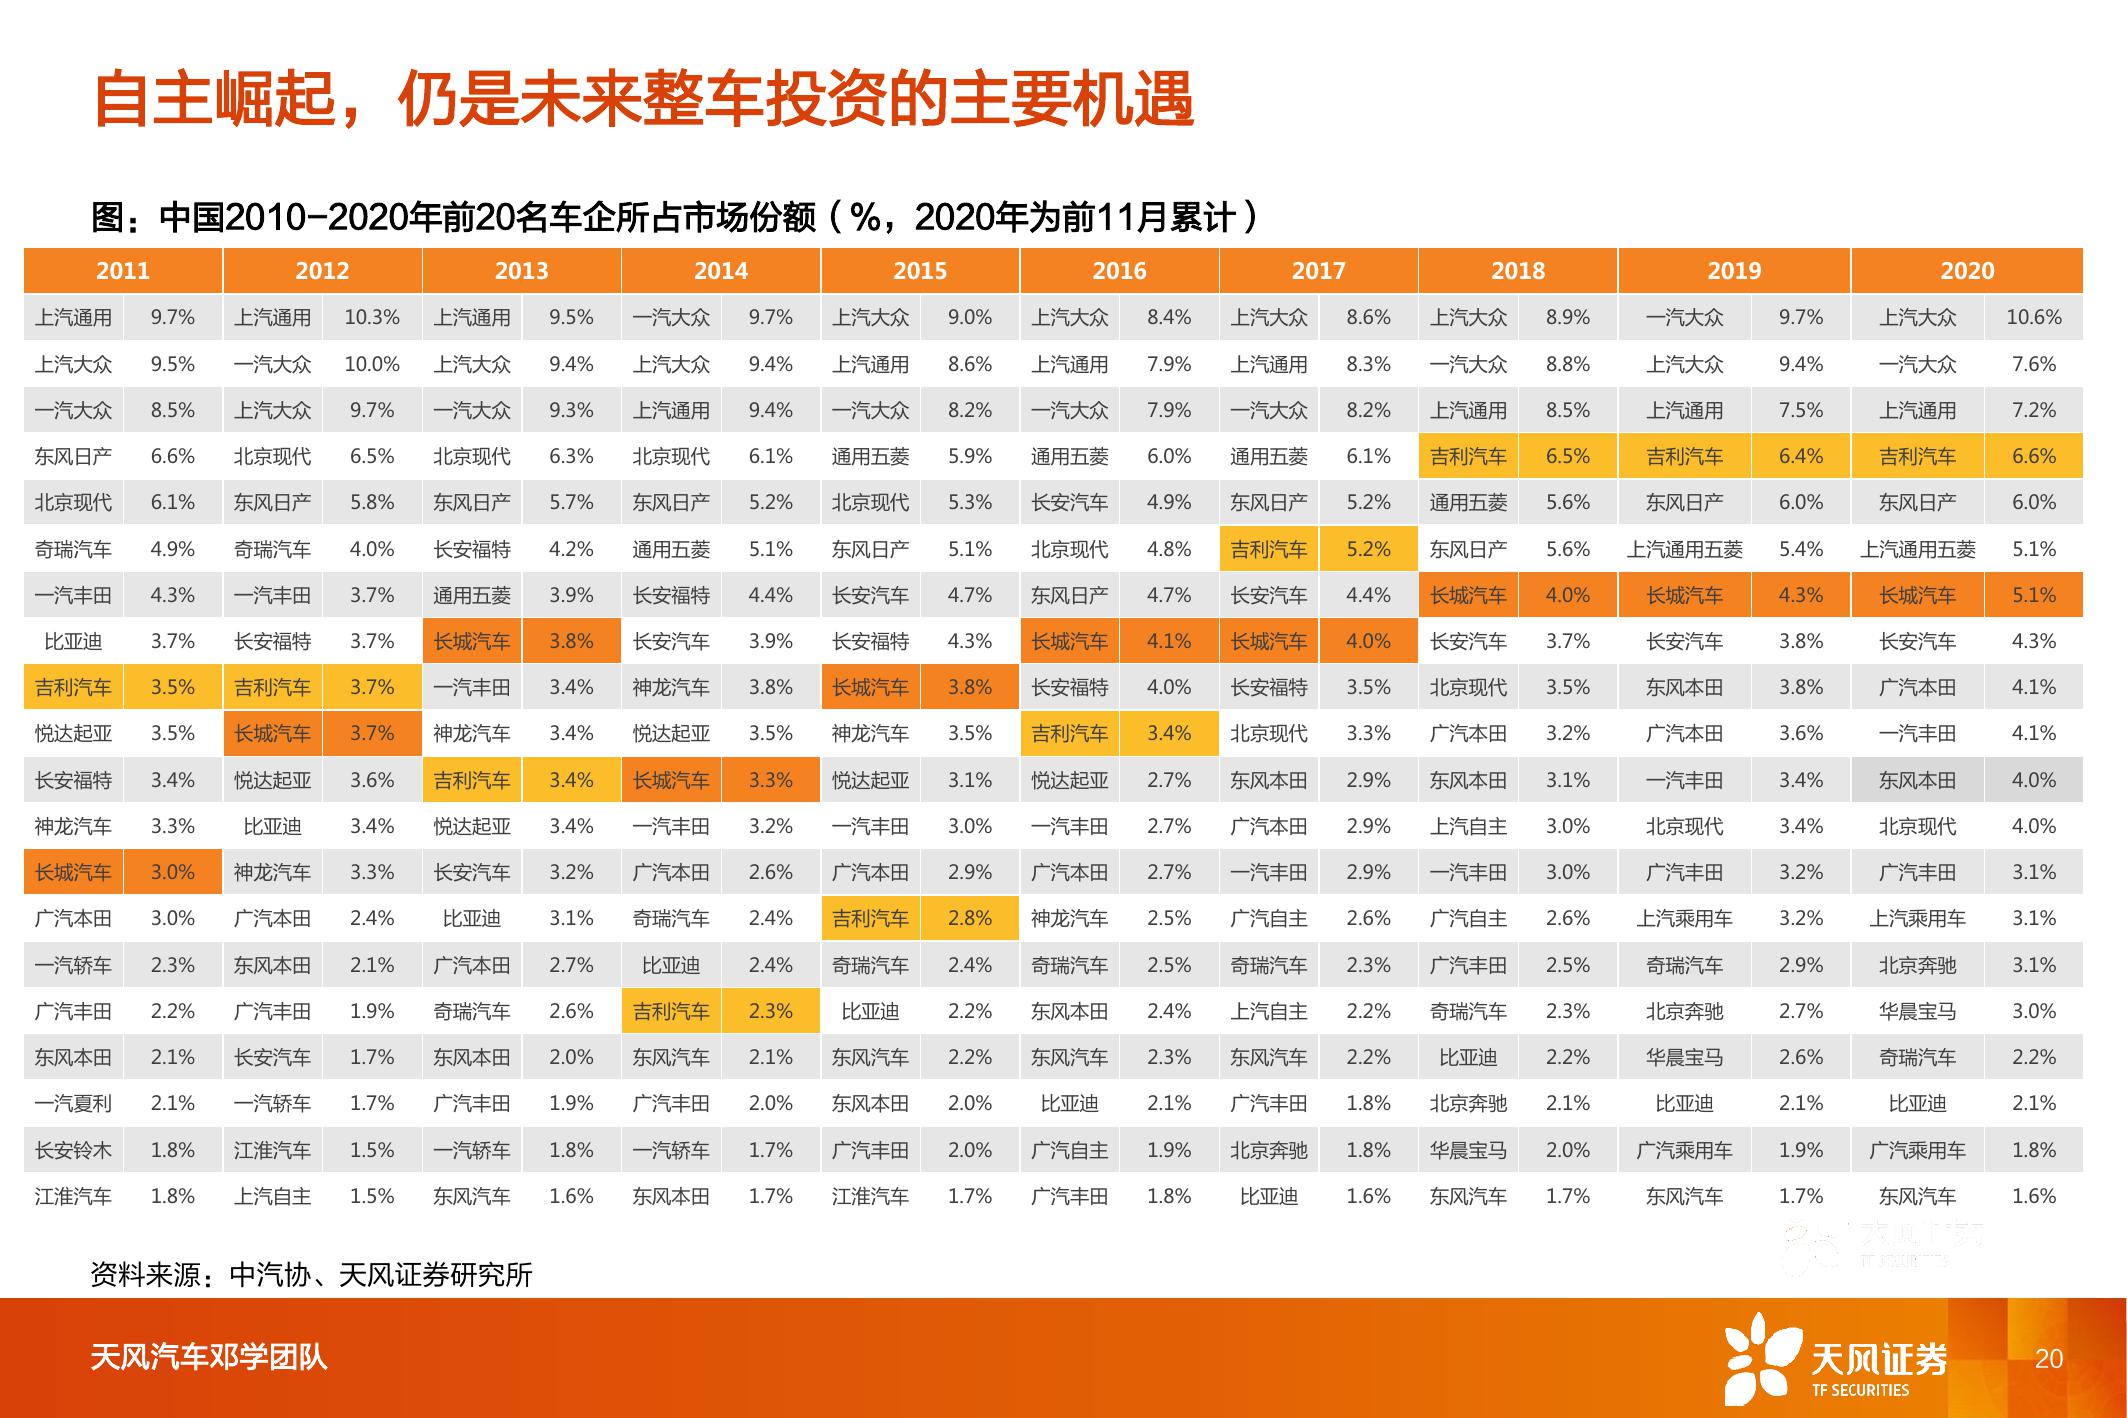 自主崛起，仍是未来整车投资的主要机遇
图：中国2010-2020年前20名车企所占市场份额（%，2020年为前11月累计）
2011 2012 2013 2014 2015 2016 2017 2018 2019 2020
上汽通用 9.7% 上汽通用 10.3% 上汽通用 9.5% 一汽大众 9.7% 上汽大众 9.0% 上汽大众 8.4% 上汽大众 8.6% 上汽大众 8.9% 一汽大众 9.7% 上汽大众 10.6%
上汽大众 9.5% 一汽大众 10.0% 上汽大众 9.4% 上汽大众 9.4% 上汽通用 8.6% 上汽通用 7.9% 上汽通用 8.3% 一汽大众 8.8% 上汽大众 9.4% 一汽大众 7.6%
一汽大众 8.5% 上汽大众 9.7% 一汽大众 9.3% 上汽通用 9.4% 一汽大众 8.2% 一汽大众 7.9% 一汽大众 8.2% 上汽通用 8.5% 上汽通用 7.5% 上汽通用 7.2%
东风日产 6.6% 北京现代 6.5% 北京现代 6.3% 北京现代 6.1% 通用五菱 5.9% 通用五菱 6.0% 通用五菱 6.1% 吉利汽车 6.5% 吉利汽车 6.4% 吉利汽车 6.6%
北京现代 6.1% 东风日产 5.8% 东风日产 5.7% 东风日产 5.2% 北京现代 5.3% 长安汽车 4.9% 东风日产 5.2% 通用五菱 5.6% 东风日产 6.0% 东风日产 6.0%
奇瑞汽车 4.9% 奇瑞汽车 4.0% 长安福特 4.2% 通用五菱 5.1% 东风日产 5.1% 北京现代 4.8% 吉利汽车 5.2% 东风日产 5.6% 上汽通用五菱 5.4% 上汽通用五菱 5.1%
一汽丰田 4.3% 一汽丰田 3.7% 通用五菱 3.9% 长安福特 4.4% 长安汽车 4.7% 东风日产 4.7% 长安汽车 4.4% 长城汽车 4.0% 长城汽车 4.3% 长城汽车 5.1%
比亚迪 3.7% 长安福特 3.7% 长城汽车 3.8% 长安汽车 3.9% 长安福特 4.3% 长城汽车 4.1% 长城汽车 4.0% 长安汽车 3.7% 长安汽车 3.8% 长安汽车 4.3%
吉利汽车 3.5% 吉利汽车 3.7% 一汽丰田 3.4% 神龙汽车 3.8% 长城汽车 3.8% 长安福特 4.0% 长安福特 3.5% 北京现代 3.5% 东风本田 3.8% 广汽本田 4.1%
悦达起亚 3.5% 长城汽车 3.7% 神龙汽车 3.4% 悦达起亚 3.5% 神龙汽车 3.5% 吉利汽车 3.4% 北京现代 3.3% 广汽本田 3.2% 广汽本田 3.6% 一汽丰田 4.1%
长安福特 3.4% 悦达起亚 3.6% 吉利汽车 3.4% 长城汽车 3.3% 悦达起亚 3.1% 悦达起亚 2.7% 东风本田 2.9% 东风本田 3.1% 一汽丰田 3.4% 东风本田 4.0%
神龙汽车 3.3% 比亚迪 3.4% 悦达起亚 3.4% 一汽丰田 3.2% 一汽丰田 3.0% 一汽丰田 2.7% 广汽本田 2.9% 上汽自主 3.0% 北京现代 3.4% 北京现代 4.0%
长城汽车 3.0% 神龙汽车 3.3% 长安汽车 3.2% 广汽本田 2.6% 广汽本田 2.9% 广汽本田 2.7% 一汽丰田 2.9% 一汽丰田 3.0% 广汽丰田 3.2% 广汽丰田 3.1%
广汽本田 3.0% 广汽本田 2.4% 比亚迪 3.1% 奇瑞汽车 2.4% 吉利汽车 2.8% 神龙汽车 2.5% 广汽自主 2.6% 广汽自主 2.6% 上汽乘用车 3.2% 上汽乘用车 3.1%
一汽轿车 2.3% 东风本田 2.1% 广汽本田 2.7% 比亚迪 2.4% 奇瑞汽车 2.4% 奇瑞汽车 2.5% 奇瑞汽车 2.3% 广汽丰田 2.5% 奇瑞汽车 2.9% 北京奔驰 3.1%
广汽丰田 2.2% 广汽丰田 1.9% 奇瑞汽车 2.6% 吉利汽车 2.3% 比亚迪 2.2% 东风本田 2.4% 上汽自主 2.2% 奇瑞汽车 2.3% 北京奔驰 2.7% 华晨宝马 3.0%
东风本田 2.1% 长安汽车 1.7% 东风本田 2.0% 东风汽车 2.1% 东风汽车 2.2% 东风汽车 2.3% 东风汽车 2.2% 比亚迪 2.2% 华晨宝马 2.6% 奇瑞汽车 2.2%
一汽夏利 2.1% 一汽轿车 1.7% 广汽丰田 1.9% 广汽丰田 2.0% 东风本田 2.0% 比亚迪 2.1% 广汽丰田 1.8% 北京奔驰 2.1% 比亚迪 2.1% 比亚迪 2.1%
长安铃木 1.8% 江淮汽车 1.5% 一汽轿车 1.8% 一汽轿车 1.7% 广汽丰田 2.0% 广汽自主 1.9% 北京奔驰 1.8% 华晨宝马 2.0% 广汽乘用车 1.9% 广汽乘用车 1.8%
江淮汽车 1.8% 上汽自主 1.5% 东风汽车 1.6% 东风本田 1.7% 江淮汽车 1.7% 广汽丰田 1.8% 比亚迪 1.6% 东风汽车 1.7% 东风汽车 1.7% 东风汽车 1.6%
资料来源：中汽协、天风证券研究所
天风汽车邓学团队
天风证券
TF SECURITIES
20